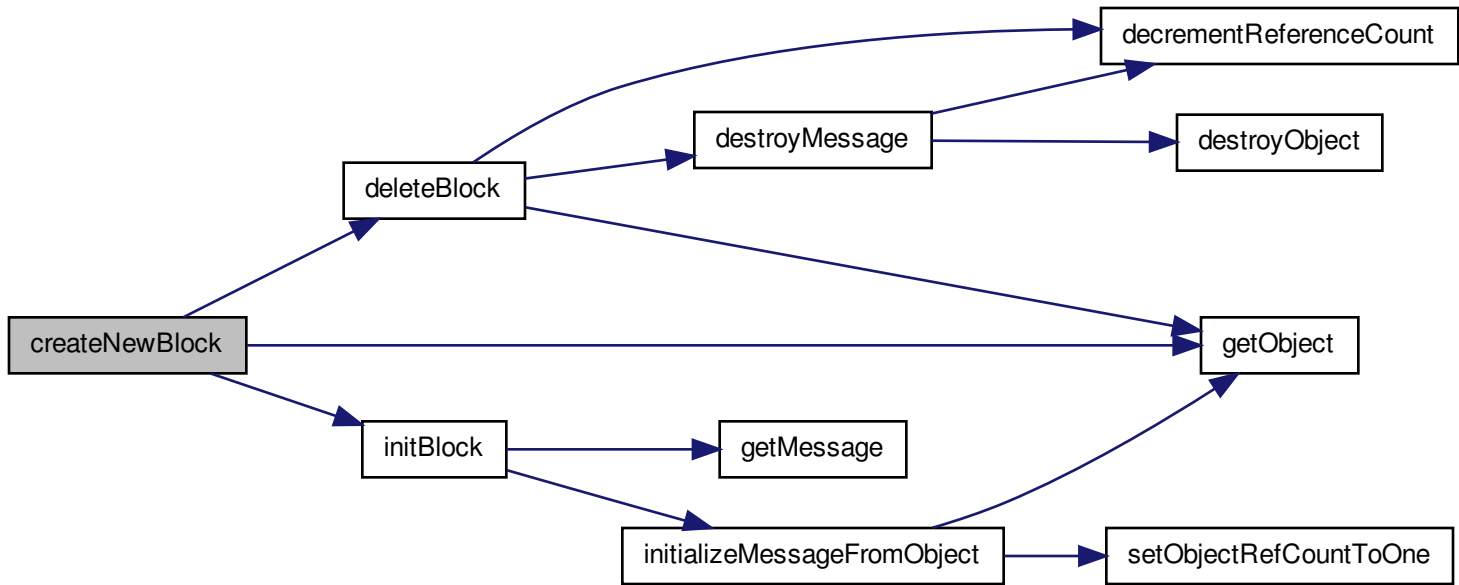 decrementReferenceCount
destroyMessage
destroyObject
deleteBlock
createNewBlock
getObject
initBlock
getMessage
initializeMessageFromObject
setObjectRefCountToOne